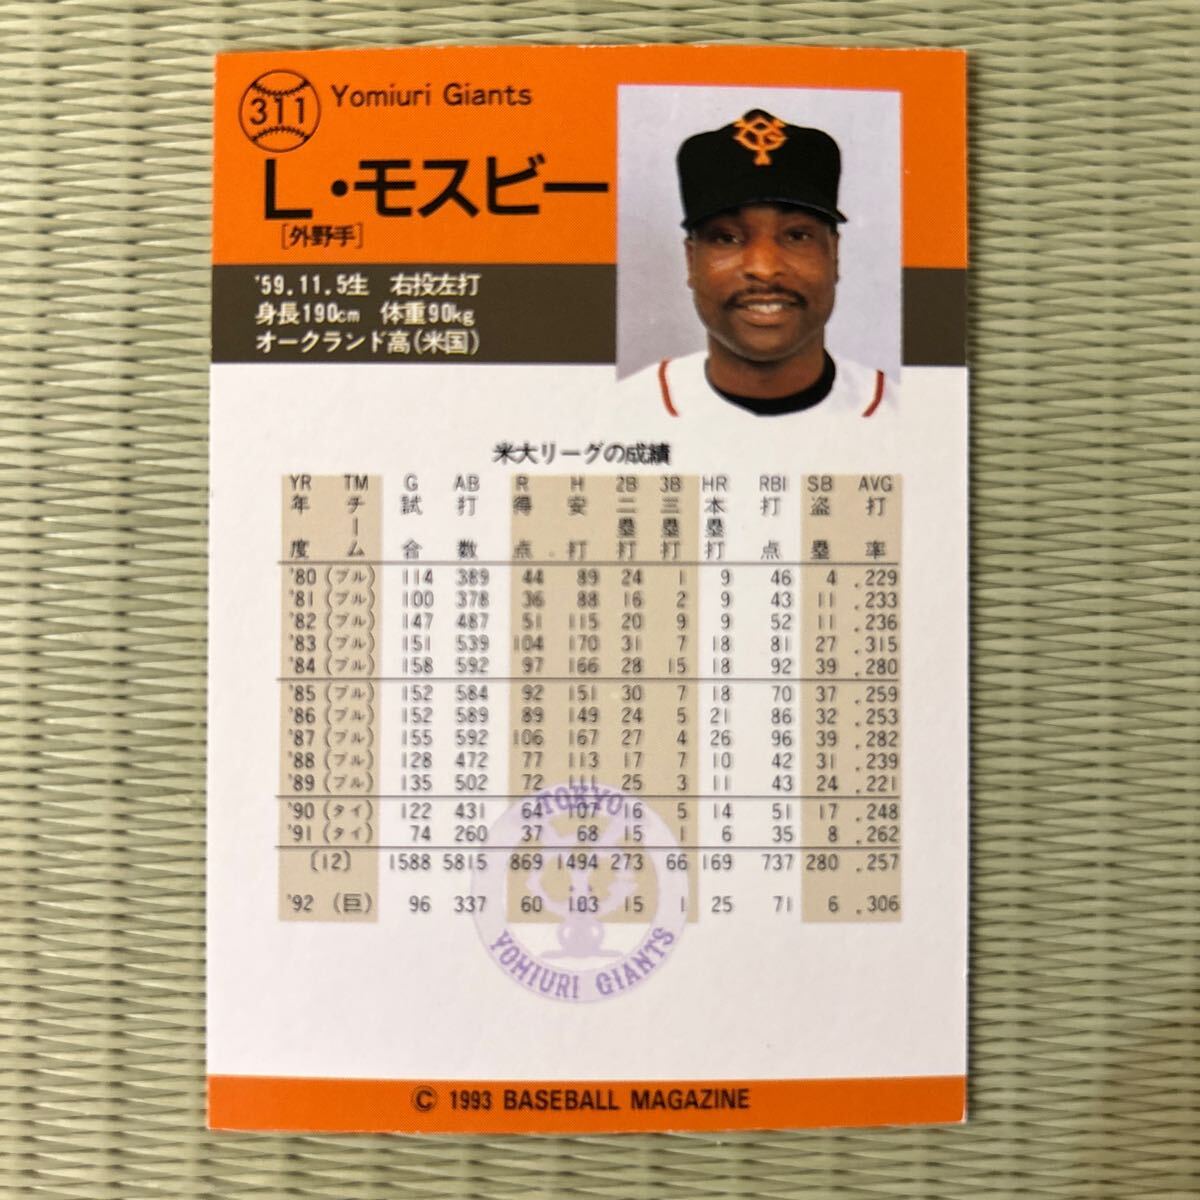 311 Yomiuri Giants
L・モスビー
[外野手]
'59.11.5生 右投左打
身長190cm 体重90kg
オークランド高(米国)
米大リーグの成績
YR TM G AB R H 2B 3B HR RBI SB AVG
年度 チーム 試合 打数 得点 安打 二塁打 三塁打 本塁打 打点 盗塁 打率
'80 (ブル) 114 389 44 89 24 1 9 46 4 .229
'81 (ブル) 100 378 36 88 16 2 9 43 11 .233
'82 (ブル) 147 487 51 115 20 9 9 52 11 .236
'83 (ブル) 151 539 104 170 31 7 18 81 27 .315
'84 (ブル) 158 592 97 166 28 15 18 92 39 .280
'85 (ブル) 152 584 92 151 30 7 18 70 37 .259
'86 (ブル) 152 589 89 149 24 5 21 86 32 .253
'87 (ブル) 155 592 106 167 27 4 26 96 39 .282
'88 (ブル) 128 472 77 113 17 7 10 42 31 .239
'89 (ブル) 135 502 72 111 25 3 11 43 24 .221
'90 (タイ) 122 431 64 107 16 5 14 51 17 .248
'91 (タイ) 74 260 37 68 15 1 6 35 8 .262
〔12〕 1588 5815 869 1494 273 66 169 737 280 .257
'92 (巨) 96 337 60 103 15 1 25 71 6 .306
TOKYO
YOMIURI GIANTS
© 1993 BASEBALL MAGAZINE